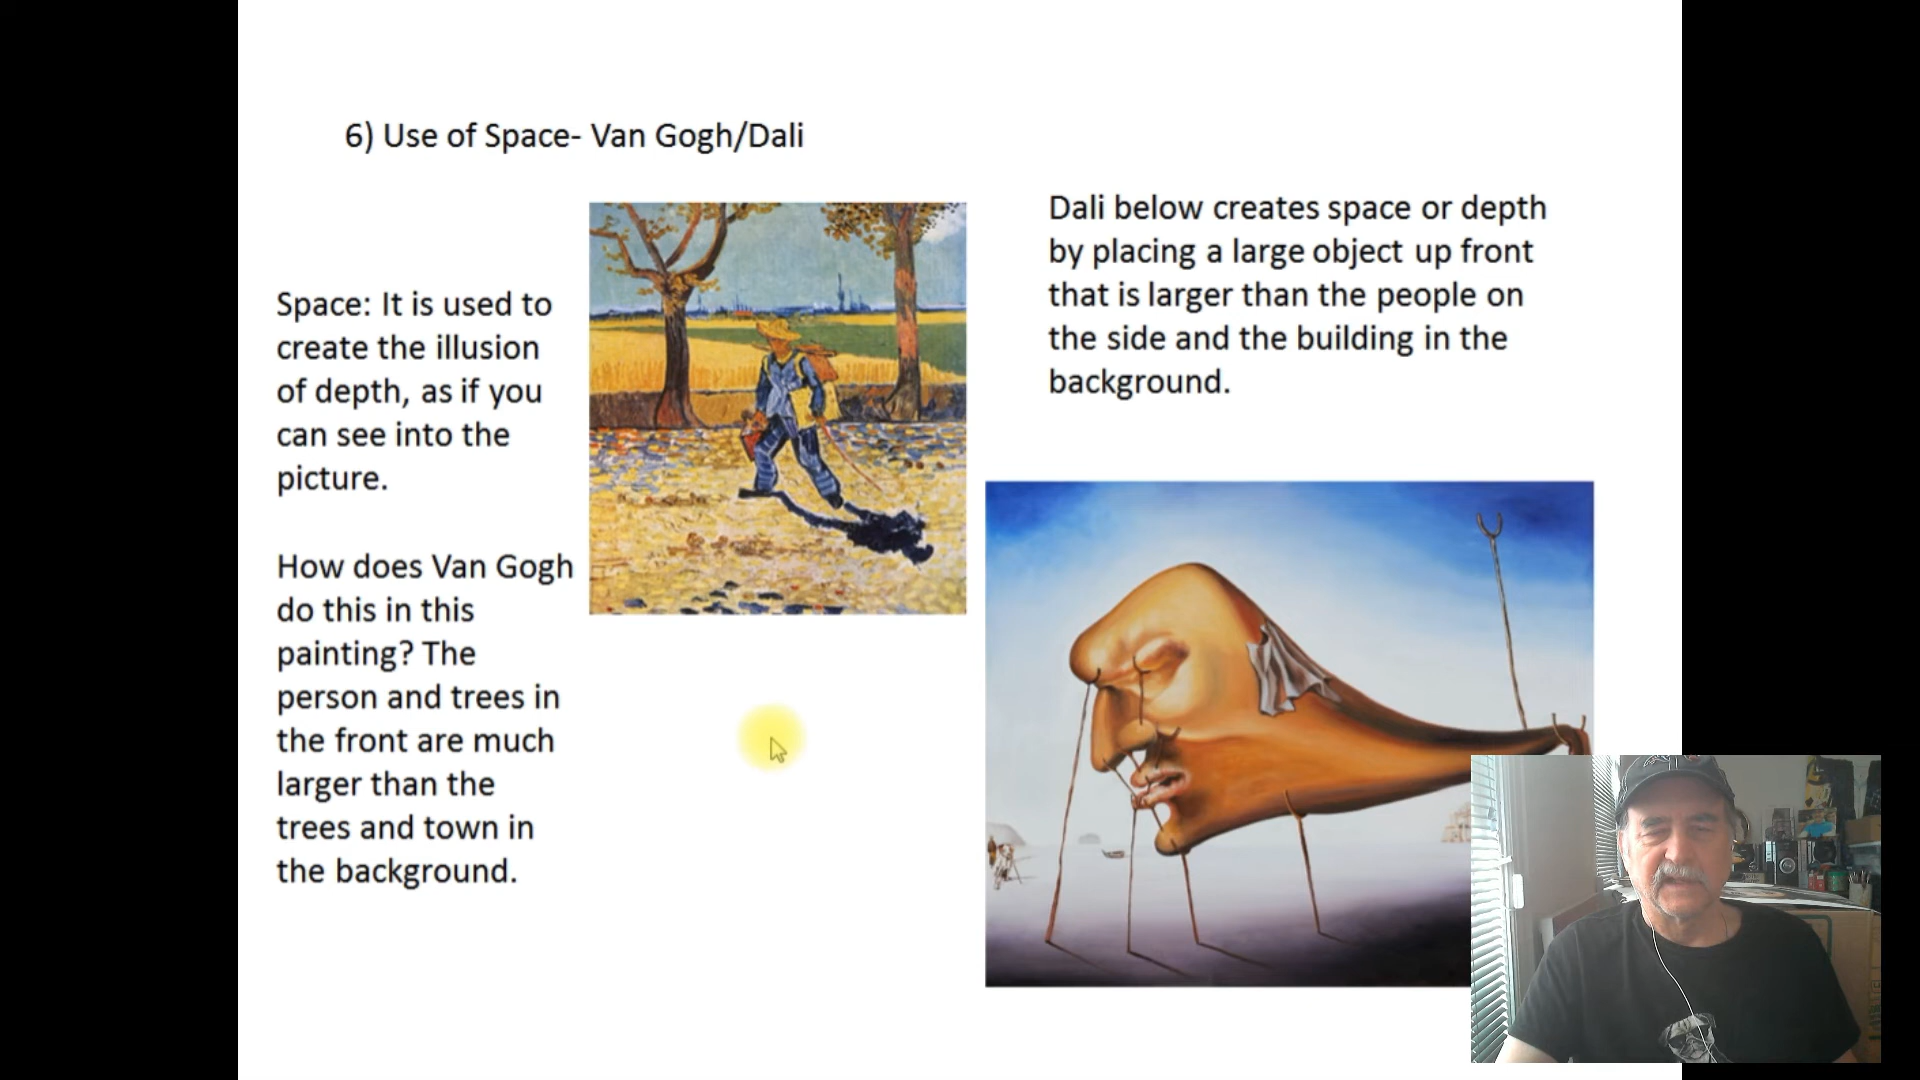 6) Use of Space- Van Gogh/Dali
Space: It is used to
create the illusion
of depth, as if you
can see into the
picture.
How does Van Gogh
do this in this
painting? The
person and trees in
the front are much
larger than the
trees and town in
the background.
Dali below creates space or depth
by placing a large object up front
that is larger than the people on
the side and the building in the
background.